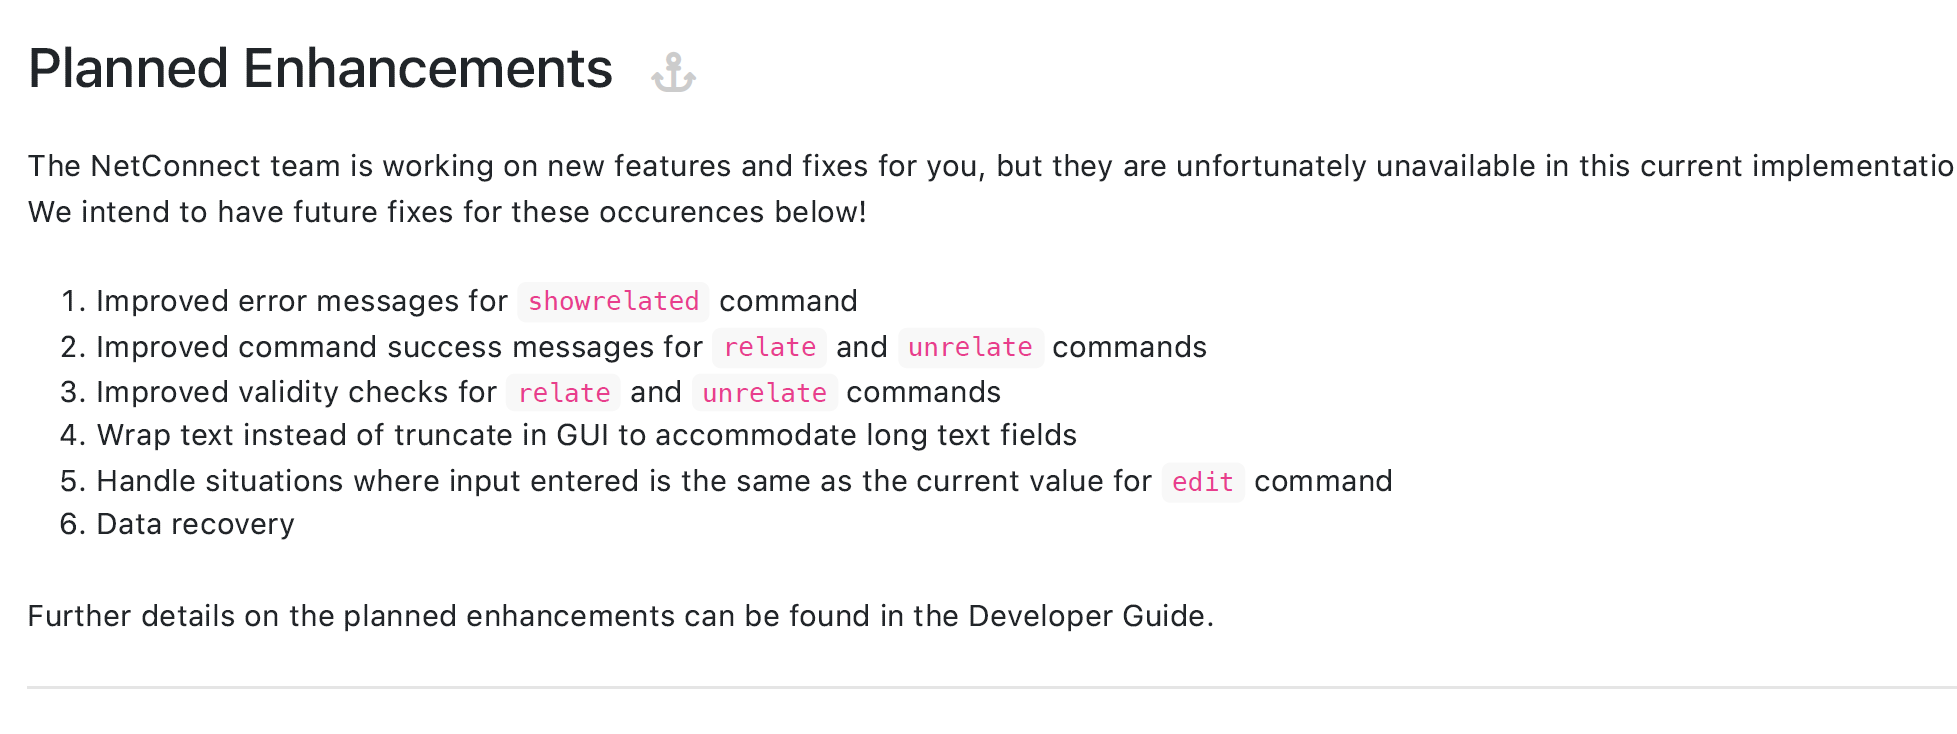 Planned Enhancements
The NetConnect team is working on new features and fixes for you, but they are unfortunately unavailable in this current implementatio
We intend to have future fixes for these occurences below!
1. Improved error messages for showrelated command
2. Improved command success messages for relate and unrelate commands
3. Improved validity checks for relate and unrelate commands
4. Wrap text instead of truncate in GUI to accommodate long text fields
5. Handle situations where input entered is the same as the current value for edit command
6. Data recovery
Further details on the planned enhancements can be found in the Developer Guide.